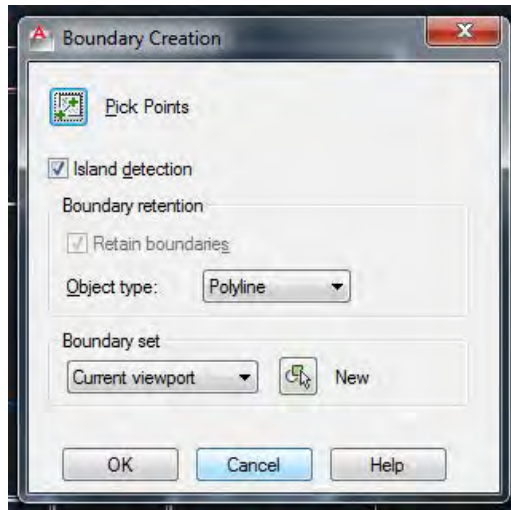 Boundary Creation
Pick Points
Island detection
Boundary retention
Retain boundaries
Object type: Polyline
Boundary set
Current viewport New
OK Cancel Help